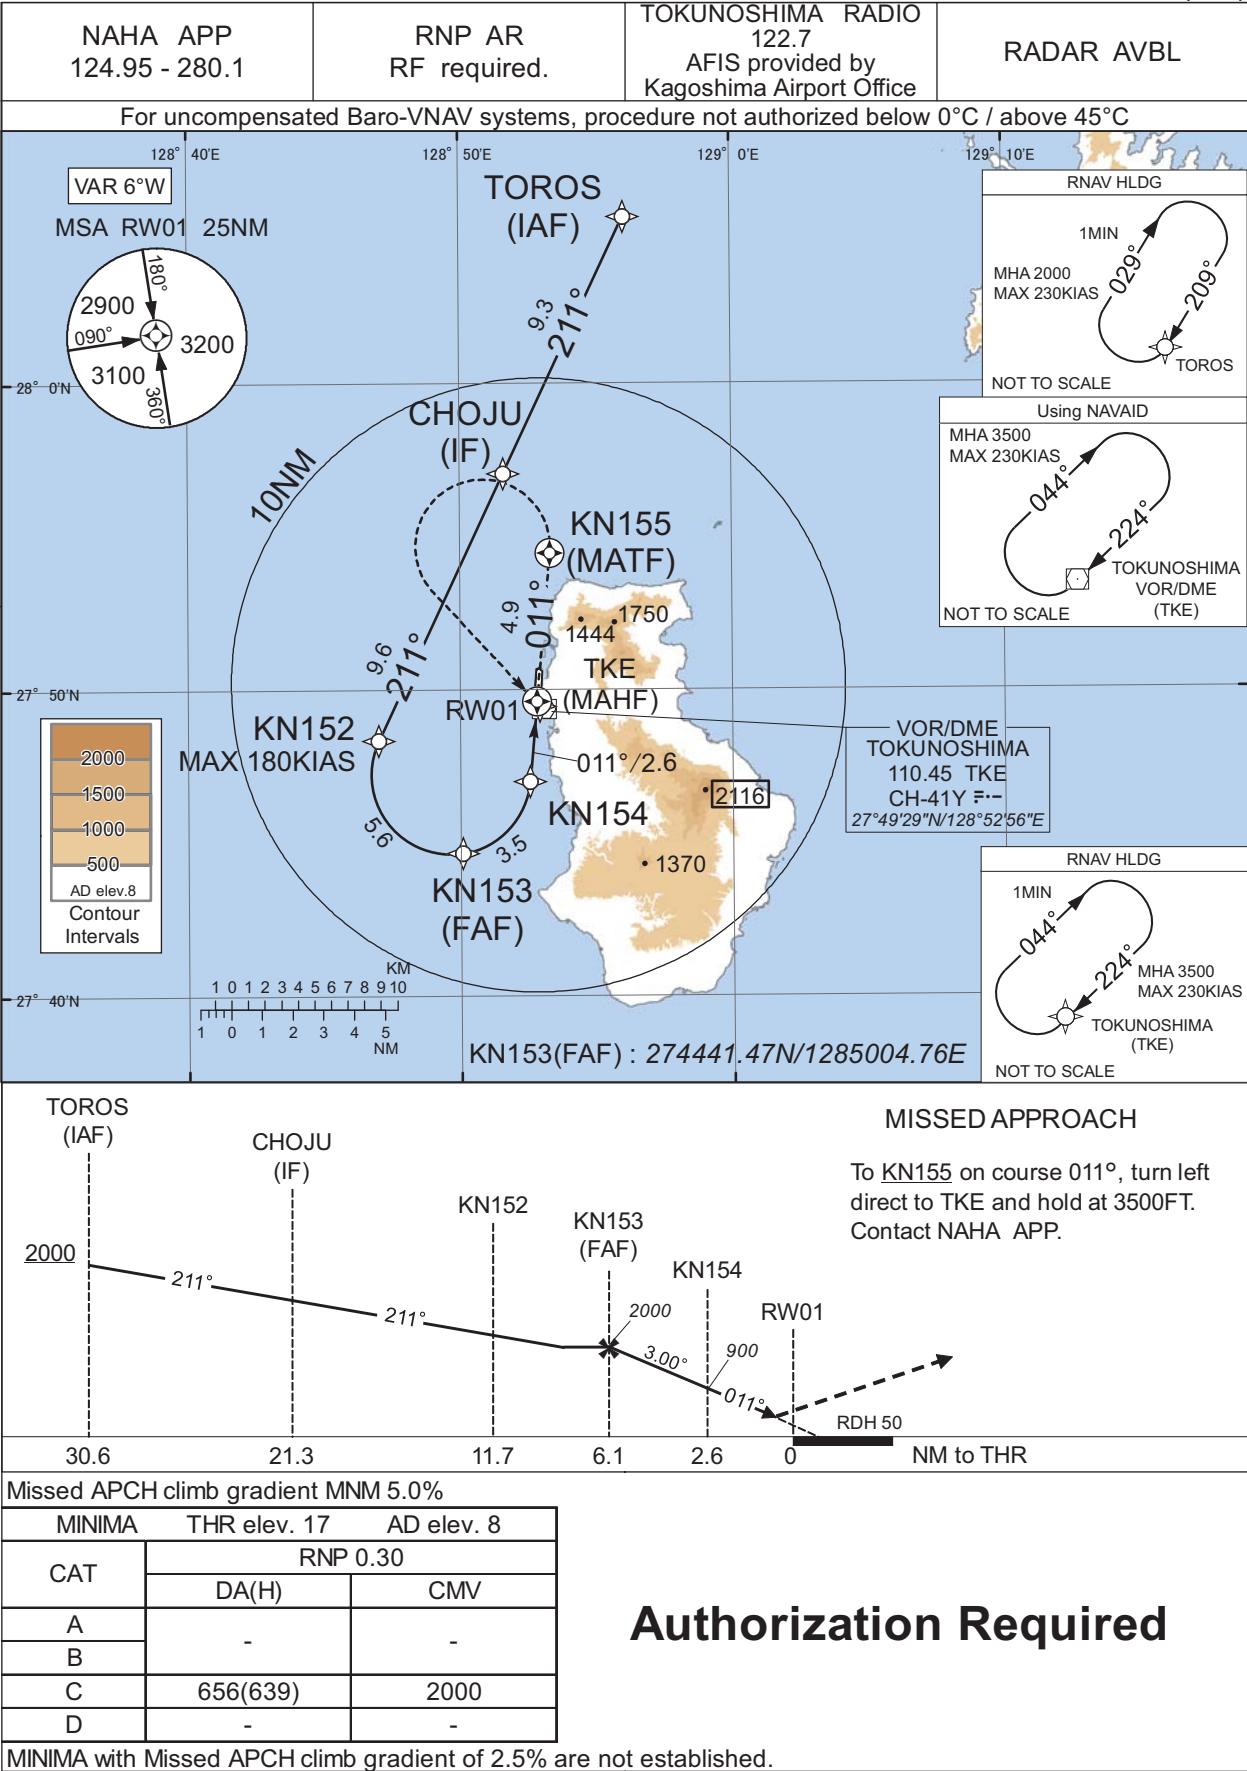 NAHA APP
124.95 - 280.1
RNP AR
RF required.
TOKUNOSHIMA RADIO
122.7
AFIS provided by
Kagoshima Airport Office
RADAR AVBL
For uncompensated Baro-VNAV systems, procedure not authorized below 0°C / above 45°C
128° 40'E
128° 50'E
129° 0'E
129° 10'E
VAR 6°W
MSA RW01 25NM
180°
2900
090°
3200
3100
360°
28° 0'N
TOROS
(IAF)
9.3
211°
CHOJU
(IF)
10NM
KN155
(MATF)
4.9
011°
1444
1750
TKE
(MAHF)
9.6
211°
27° 50'N
RW01
KN152
MAX 180KIAS
011°/2.6
KN154
2116
5.6
3.5
1370
KN153
(FAF)
VOR/DME
TOKUNOSHIMA
110.45 TKE
CH-41Y
27°49'29"N/128°52'56"E
2000
1500
1000
500
AD elev.8
Contour
Intervals
27° 40'N
KM
1 0 1 2 3 4 5 6 7 8 9 10
1 0 1 2 3 4 5
NM
KN153(FAF) : 274441.47N/1285004.76E
RNAV HLDG
1MIN
029°
209°
MHA 2000
MAX 230KIAS
TOROS
NOT TO SCALE
Using NAVAID
MHA 3500
MAX 230KIAS
044°
224°
TOKUNOSHIMA
VOR/DME
(TKE)
NOT TO SCALE
RNAV HLDG
1MIN
044°
224°
MHA 3500
MAX 230KIAS
TOKUNOSHIMA
(TKE)
NOT TO SCALE
TOROS
(IAF)
CHOJU
(IF)
KN152
KN153
(FAF)
KN154
RW01
2000
211°
211°
2000
3.00°
900
011°
RDH 50
30.6
21.3
11.7
6.1
2.6
0
NM to THR
MISSED APPROACH
To KN155 on course 011°, turn left
direct to TKE and hold at 3500FT.
Contact NAHA APP.
Missed APCH climb gradient MNM 5.0%
MINIMA THR elev. 17 AD elev. 8
CAT
RNP 0.30
DA(H) CMV
A
B
- -
C 656(639) 2000
D - -
MINIMA with Missed APCH climb gradient of 2.5% are not established.
Authorization Required